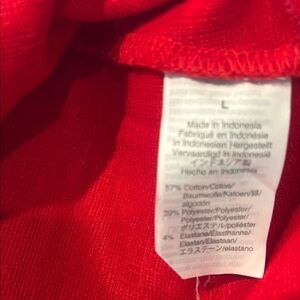 L
Made in Indonesia
Fabriqué en Indonésie
in Indonesien Hergestellt
Vervaardigd in Indonesië
インドネシア製
Hecho en Indonesia
57% Cotton/Coton/
Baumwolle/Katoen/綿/
algodón
39% Polyester/Polyester/
Polyester/Polyester/
ポリエステル/poliéster
4% Elastane/Élasthanne/
Elastan/Elastaan/
エラステーン/elastano